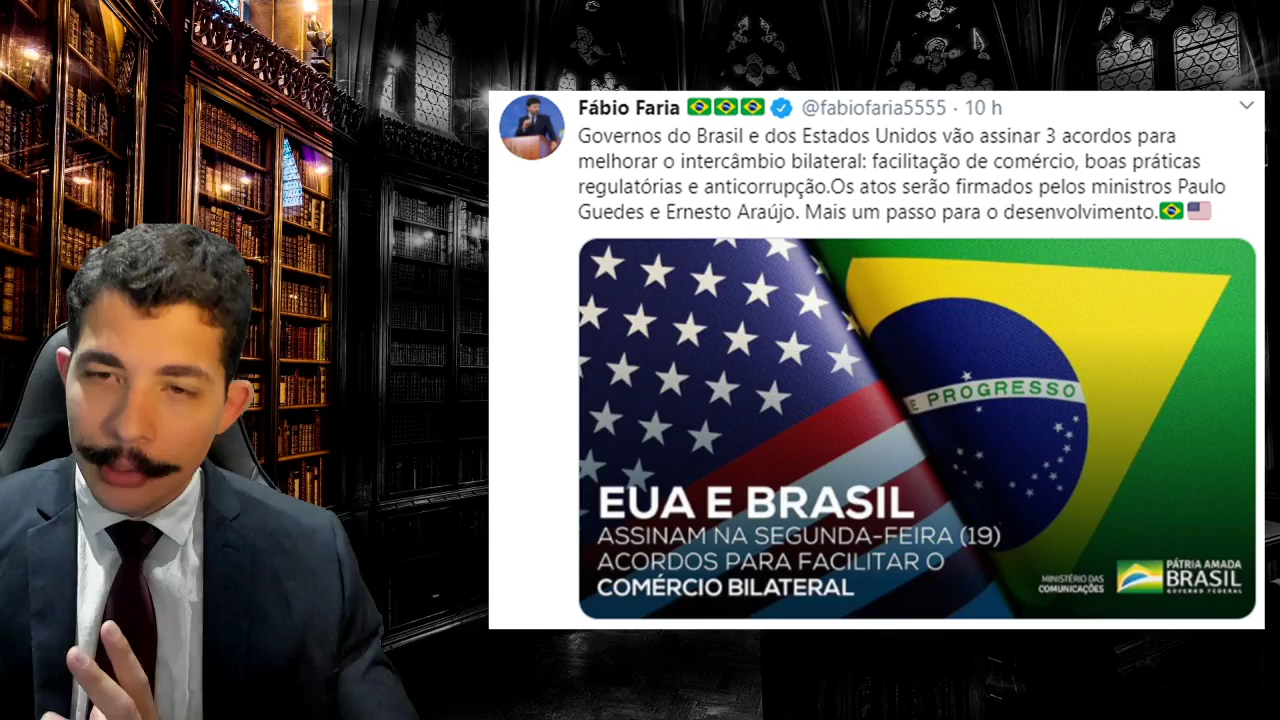 Fábio Faria 🇧🇷🇧🇷🇧🇷 @fabiofaria5555 · 10 h
Governos do Brasil e dos Estados Unidos vão assinar 3 acordos para
melhorar o intercâmbio bilateral: facilitação de comércio, boas práticas
regulatórias e anticorrupção.Os atos serão firmados pelos ministros Paulo
Guedes e Ernesto Araújo. Mais um passo para o desenvolvimento.🇧🇷🇺🇸
E PROGRESSO
EUA E BRASIL
ASSINAM NA SEGUNDA-FEIRA (19)
ACORDOS PARA FACILITAR O
COMÉRCIO BILATERAL
MINISTÉRIO DAS
COMUNICAÇÕES
PÁTRIA AMADA
BRASIL
GOVERNO FEDERAL